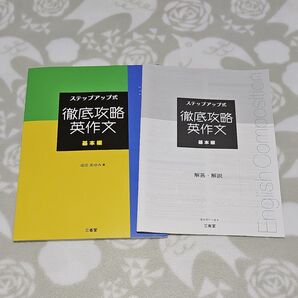 ステップアップ式
徹底攻略
英作文
基本編
三省堂
ステップアップ式
徹底攻略
英作文
基本編
解答・解説
三省堂
English Composition